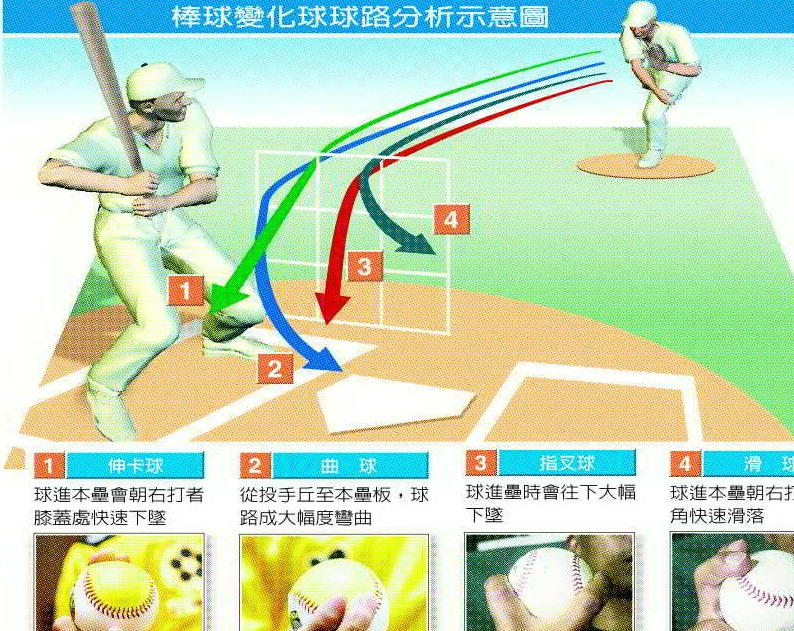 棒球變化球球路分析示意圖
1
2
3
4
1 伸卡球
球進本壘會朝右打者
膝蓋處快速下墜
2 曲 球
從投手丘至本壘板,球
路成大幅度彎曲
3 指叉球
球進壘時會往下大幅
下墜
4 滑 球
球進本壘朝右打
角快速滑落